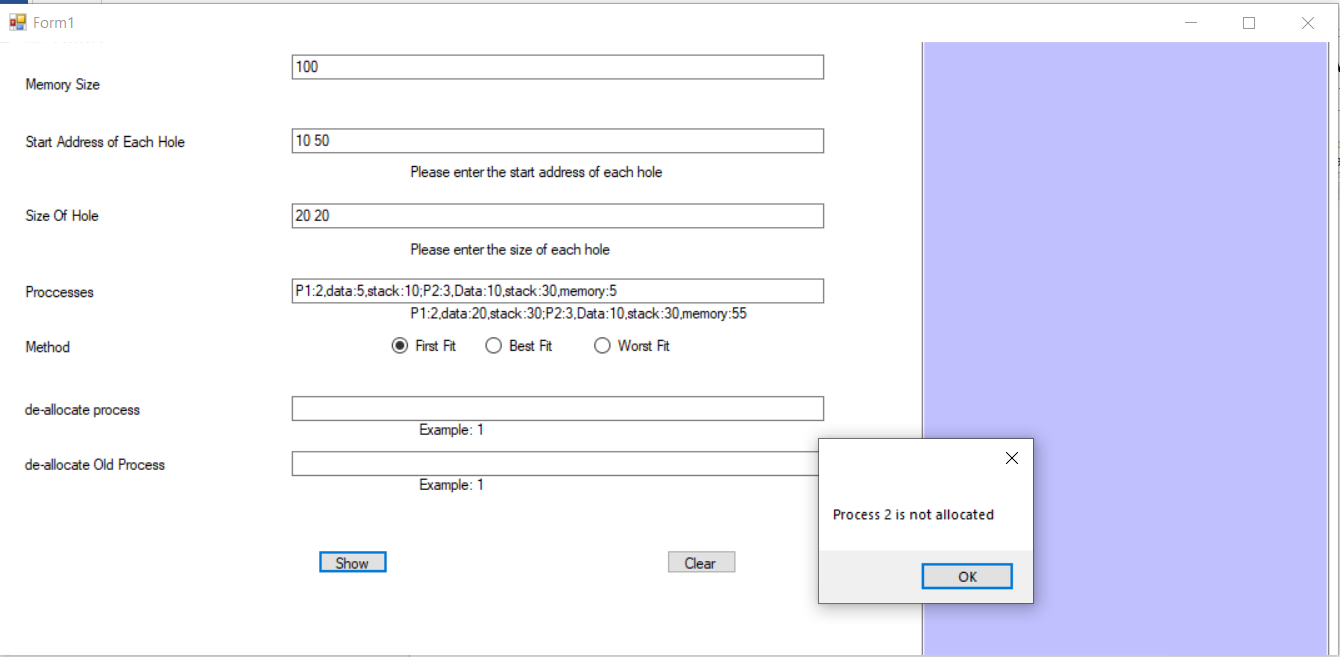 Form1
Memory Size
100
Start Address of Each Hole
10 50
Please enter the start address of each hole
Size Of Hole
20 20
Please enter the size of each hole
Proccesses
P1:2,data:5,stack:10;P2:3,Data:10,stack:30,memory:5
P1:2,data:20,stack:30;P2:3,Data:10,stack:30,memory:55
Method
First Fit
Best Fit
Worst Fit
de-allocate process
Example: 1
de-allocate Old Process
Example: 1
Process 2 is not allocated
OK
Show
Clear